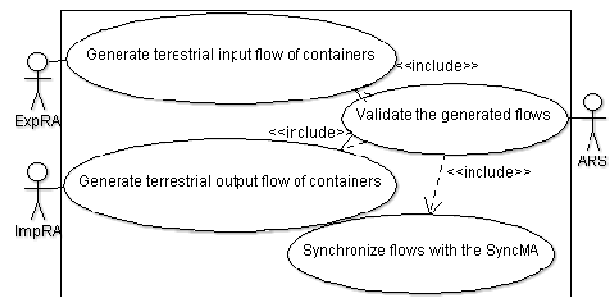 Generate terestrial input flow of containers
<<include>>
ExpRA
Validate the generated flows
<<include>>
ARS
Generate terrestrial output flow of containers
<<include>>
ImpRA
Synchronize flows with the SyncMA